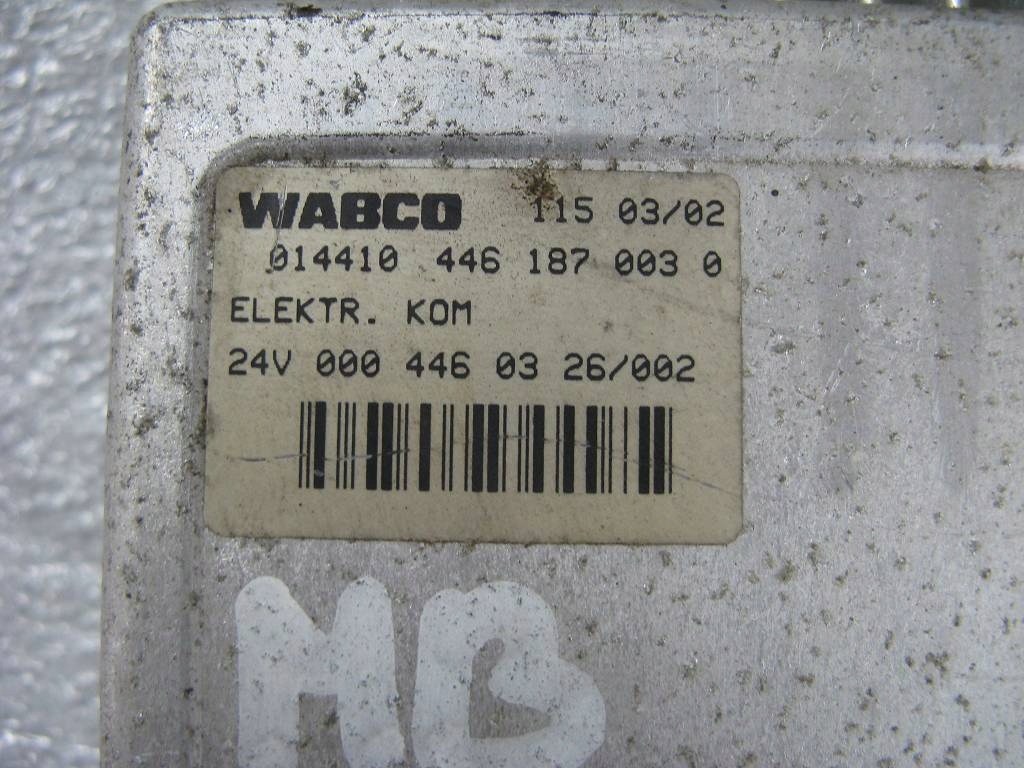 WABCO 115 03/02
014410 446 187 003 0
ELEKTR. KOM
24V 000 446 03 26/002
MB